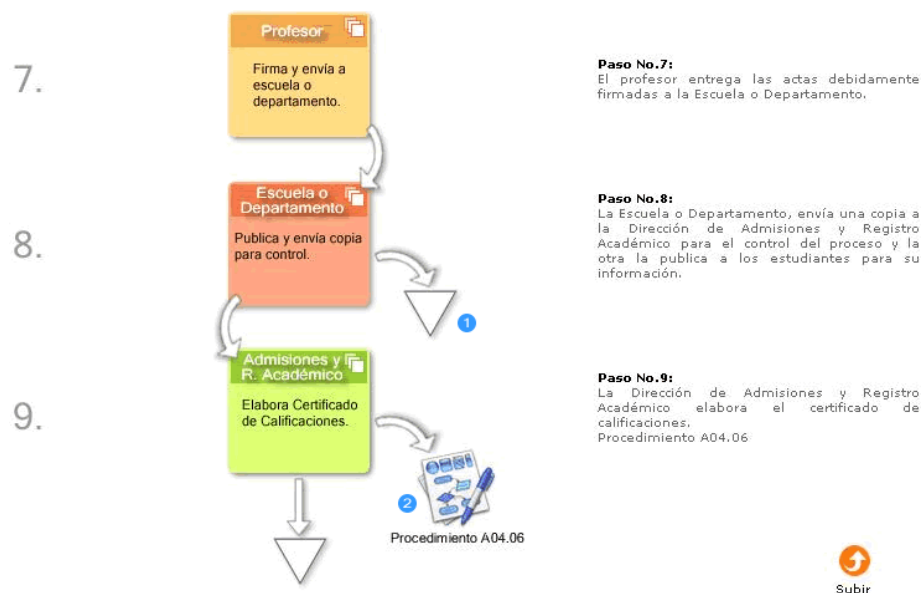 7.
Profesor
Firma y envía a
escuela o
departamento.
Paso No.7:
El profesor entrega las actas debidamente
firmadas a la Escuela o Departamento.
8.
Escuela o
Departamento
Publica y envía copia
para control.
1
Paso No.8:
La Escuela o Departamento, envía una copia a
la Dirección de Admisiones y Registro
Académico para el control del proceso y la
otra la publica a los estudiantes para su
información.
9.
Admisiones y
R. Académico
Elabora Certificado
de Calificaciones.
2
Procedimiento A04.06
Paso No.9:
La Dirección de Admisiones y Registro
Académico elabora el certificado de
calificaciones.
Procedimiento A04.06
Subir